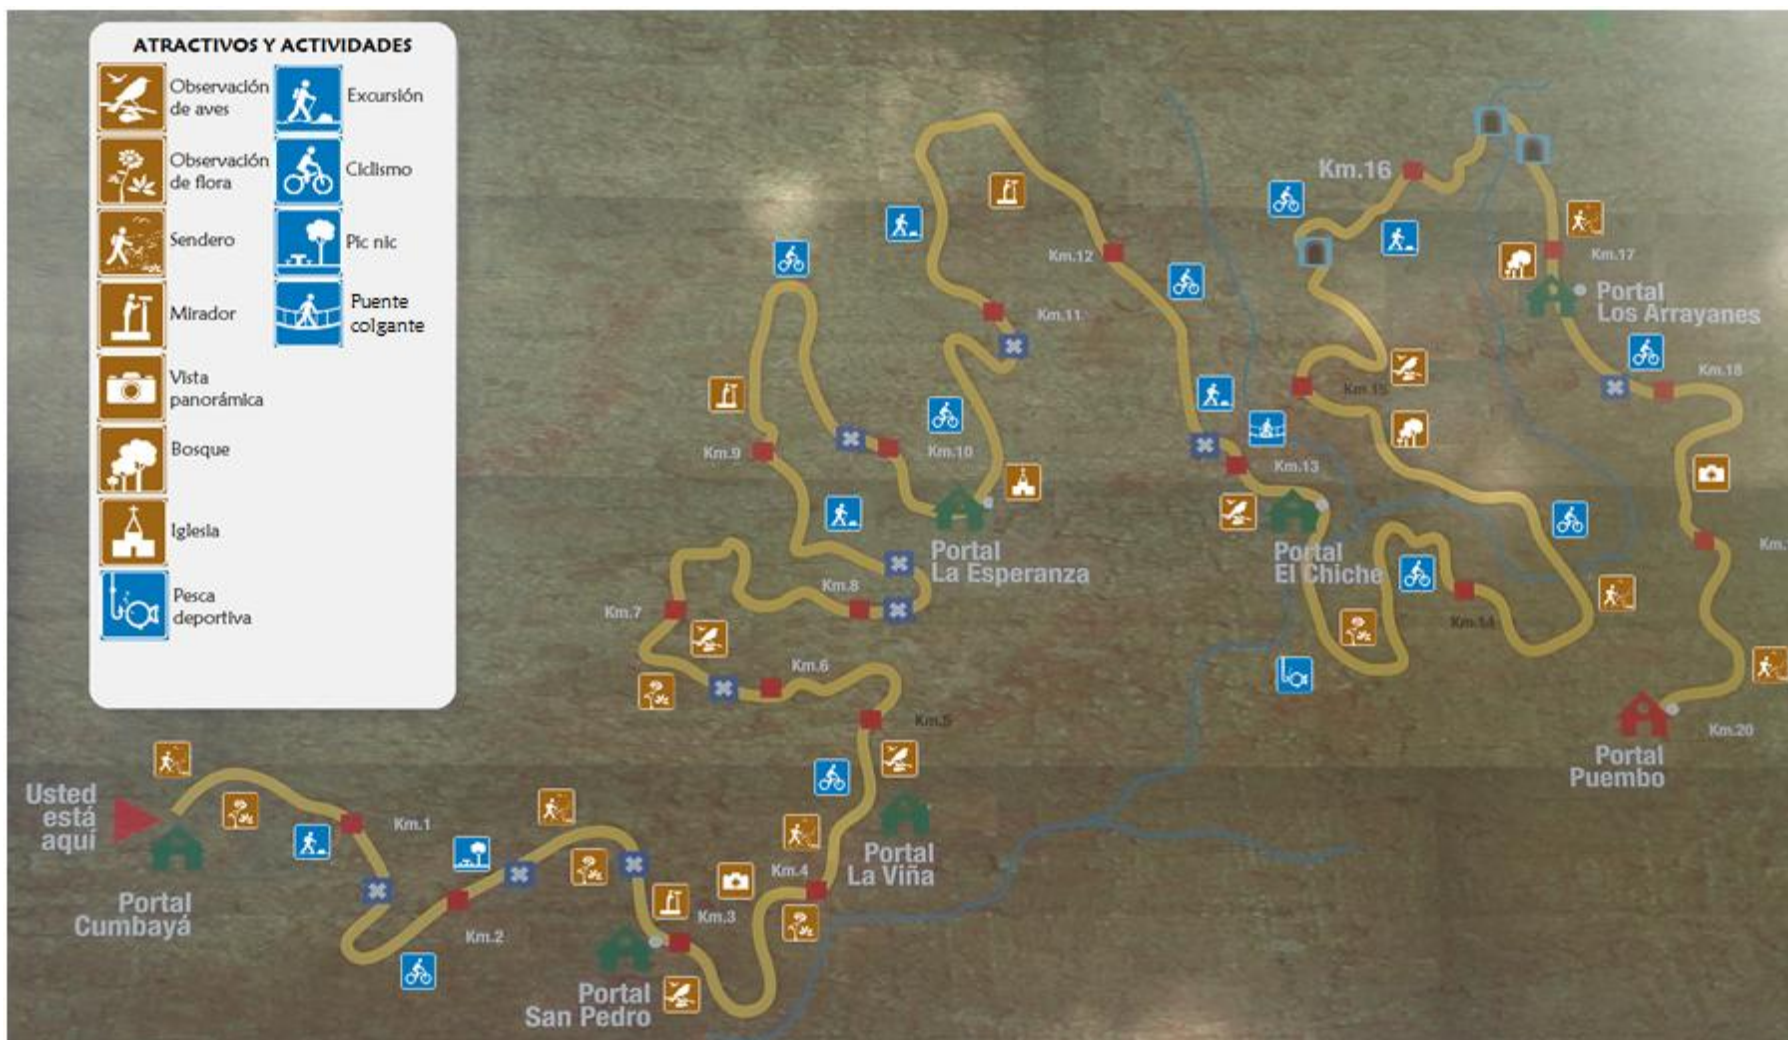 ATRACTIVOS Y ACTIVIDADES
Observación
de aves
Excursión
Observación
de flora
Ciclismo
Sendero
Pic nic
Mirador
Puente
colgante
Vista
panorámica
Bosque
Iglesia
Pesca
deportiva
Usted
está
aquí
Portal
Cumbayá
Km.1
Km.2
Km.3
Portal
San Pedro
Km.4
Portal
La Viña
Km.5
Km.6
Km.7
Km.8
Km.9
Km.10
Portal
La Esperanza
Km.11
Km.12
Km.13
Portal
El Chiche
Km.14
Km.15
Km.16
Km.17
Portal
Los Arrayanes
Km.18
Km.
Km.20
Portal
Puembo